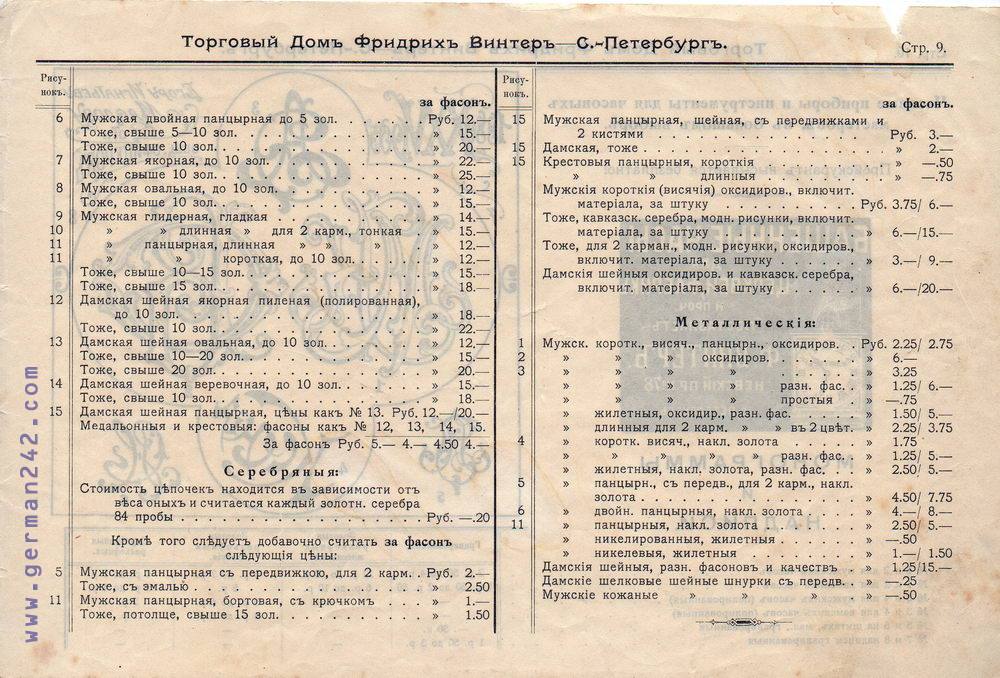 Торговый Домъ Фридрихъ Винтеръ—С.-Петербургъ.
Стр. 9.
Рису-
нокъ.
за фасонъ.
6 Мужская двойная панцырная до 5 зол. . . . Руб. 12.—
Тоже, свыше 5—10 зол. . . . » 15.—
Тоже, свыше 10 зол. . . . » 20.—
7 Мужская якорная, до 10 зол. . . . » 22.—
Тоже, свыше 10 зол. . . . » 25.—
8 Мужская овальная, до 10 зол. . . . » 12.—
Тоже, свыше 10 зол. . . . » 15.—
9 Мужская глидерная, гладкая . . . » 14.—
10 » » длинная » для 2 карм., тонкая » 15.—
11 » панцырная, длинная » » » . » 12.—
11 » » короткая, до 10 зол. . . » 12.—
Тоже, свыше 10—15 зол. . . . » 15.—
Тоже, свыше 15 зол. . . . » 18.—
12 Дамская шейная якорная пиленая (полированная),
до 10 зол. . . . » 18.—
Тоже, свыше 10 зол. . . . » 22.—
13 Дамская шейная овальная, до 10 зол. . . . » 12.—
Тоже, свыше 10—20 зол. . . . » 15.—
Тоже, свыше 20 зол. . . . » 20.—
14 Дамская шейная веревочная, до 10 зол. . . . » 15.—
Тоже, свыше 10 зол. . . . » 18.—
15 Дамская шейная панцырная, цѣны какъ № 13. Руб. 12.—/20.—
Медальонныя и крестовыя: фасоны какъ № 12, 13, 14, 15.
За фасонъ Руб. 5.— 4.— 4.50 4.—
Серебряныя:
Стоимость цѣпочекъ находится въ зависимости отъ
вѣса оныхъ и считается каждый золотн. серебра
84 пробы . . . Руб. —.20
Кромѣ того слѣдуетъ добавочно считать за фасонъ
слѣдующія цѣны:
5 Мужская панцырная съ передвижкою, для 2 карм. . Руб. 2.—
Тоже, съ эмалью . . . » 2.50
11 Мужская панцырная, бортовая, съ крючкомъ . . . » 1.—
Тоже, потолще, свыше 15 зол. . . . » 1.50
Рису-
нокъ.
за фасонъ.
15 Мужская панцырная, шейная, съ передвижками и
2 кистями . . . Руб. 3.—
15 Дамская, тоже . . . » 2.—
15 Крестовыя панцырныя, короткія . . . » —.50
» » длинныя . . . » —.75
Мужскія короткія (висячія) оксидиров., включит.
матеріала, за штуку . . . Руб. 3.75/ 6.—
Тоже, кавказск. серебра, модн. рисунки, включит.
матеріала, за штуку . . . » 6.—/15.—
Тоже, для 2 карман., модн. рисунки, оксидиров.,
включит. матеріала, за штуку . . . » 3.—/ 9.—
Дамскія шейныя оксидиров. и кавказск. серебра,
включит. матеріала, за штуку . . . » 6.—/20.—
Металлическія:
1 Мужск. коротк., висяч., панцырн., оксидиров. . Руб. 2.25/ 2.75
2 » » » оксидиров. . . . » 6.—
3 » » » » . . . » 3.25
» » » » разн. фас. . » 1.25/ 6.—
» » » » простыя . » —.75
» жилетныя, оксидир., разн. фас. . . . » 1.50/ 5.—
» длинныя для 2 карм. » » въ 2 цвѣт. » 2.25/ 3.75
4 » коротк. висяч., накл. золота . . . » 1.75
» » » » » разн. фас. . » 1.25/ 5.—
» жилетныя, накл. золота, разн. фас. . . » 2.50/ 5.—
5 » панцырн., съ передв., для 2 карм., накл.
золота . . . » 4.50/ 7.75
6 » двойн. панцырныя, накл. золота . . . » 4.—/ 8.—
11 » панцырныя, накл. золота . . . » 2.50/ 5.—
» никелированныя, жилетныя . . . » —.50
» никелевыя, жилетныя . . . » 1.—/ 1.50
Дамскія шейныя, разн. фасоновъ и качествъ . . » 1.25/15.—
Дамскіе шелковые шейные шнурки съ передв. . . » —.25
Мужскіе кожаные » » » . . » —.50
www.german242.com